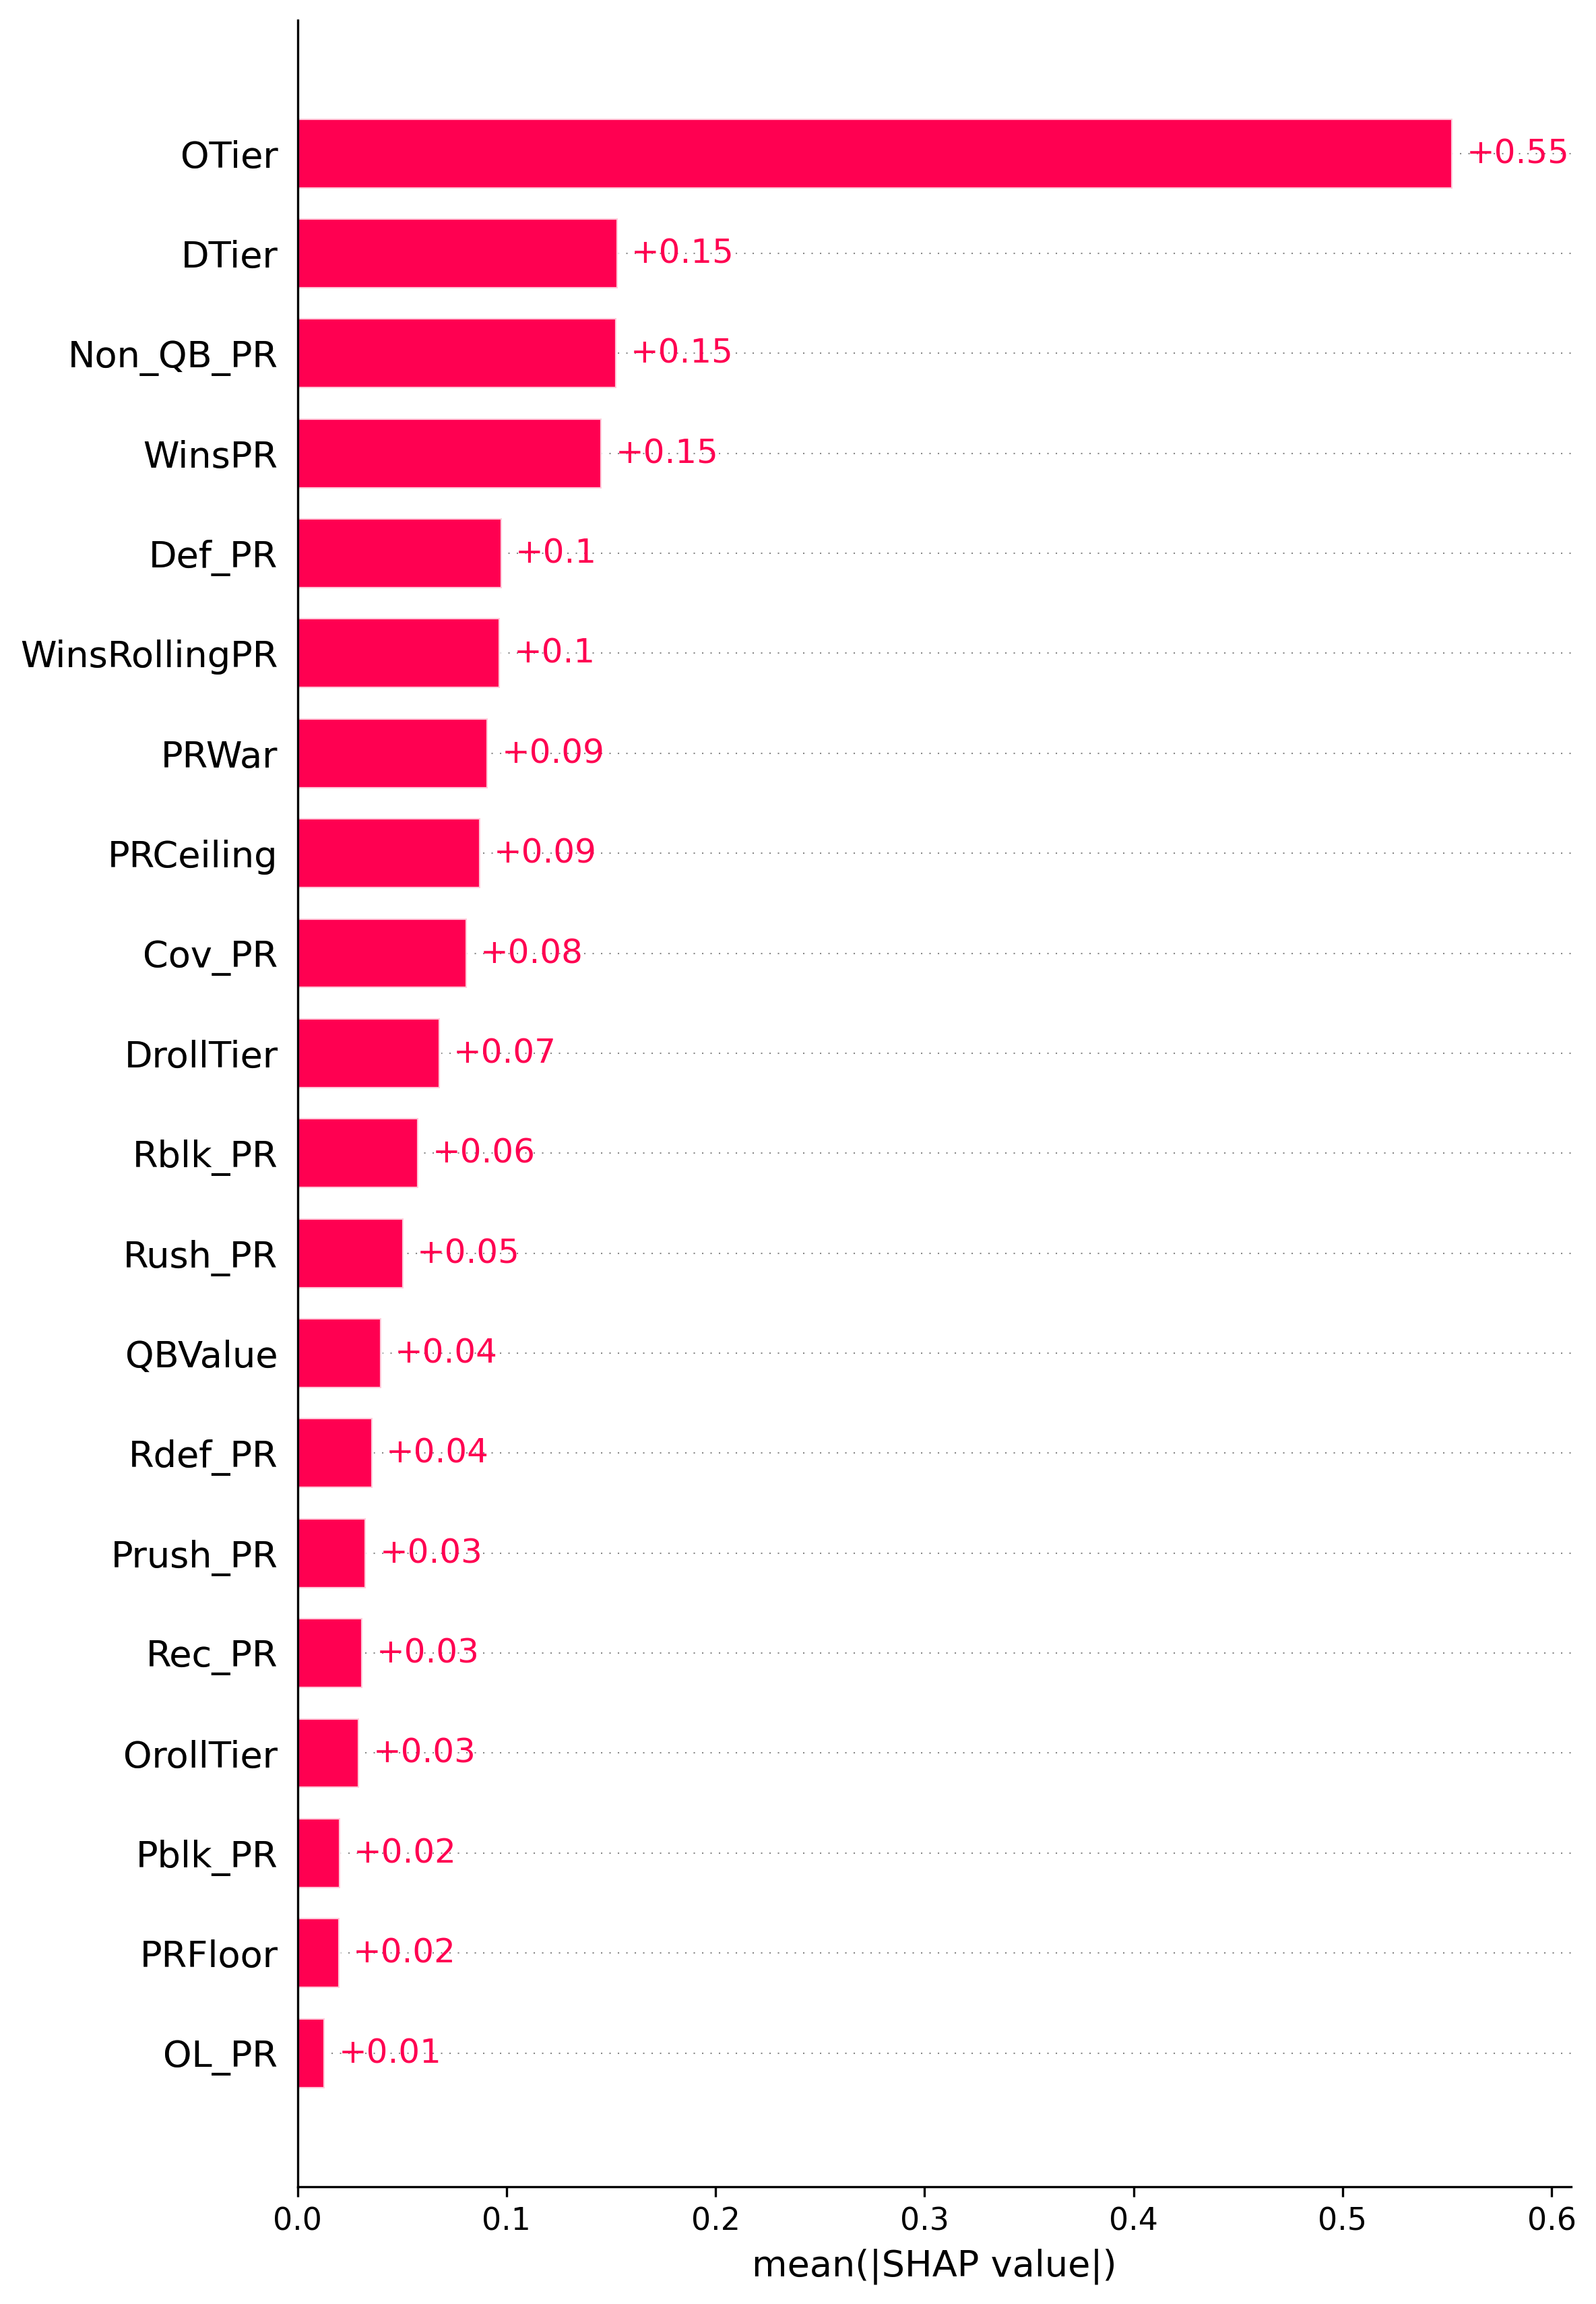 OTier +0.55
DTier +0.15
Non_QB_PR +0.15
WinsPR +0.15
Def_PR +0.1
WinsRollingPR +0.1
PRWar +0.09
PRCeiling +0.09
Cov_PR +0.08
DrollTier +0.07
Rblk_PR +0.06
Rush_PR +0.05
QBValue +0.04
Rdef_PR +0.04
Prush_PR +0.03
Rec_PR +0.03
OrollTier +0.03
Pblk_PR +0.02
PRFloor +0.02
OL_PR +0.01
0.0 0.1 0.2 0.3 0.4 0.5 0.6
mean(|SHAP value|)